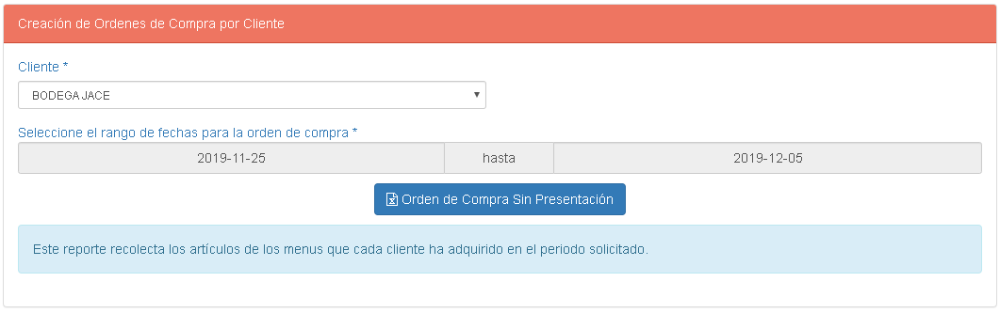 Creación de Ordenes de Compra por Cliente
Cliente *
BODEGA JACE
Seleccione el rango de fechas para la orden de compra *
2019-11-25 hasta 2019-12-05
Orden de Compra Sin Presentación
Este reporte recolecta los artículos de los menus que cada cliente ha adquirido en el periodo solicitado.